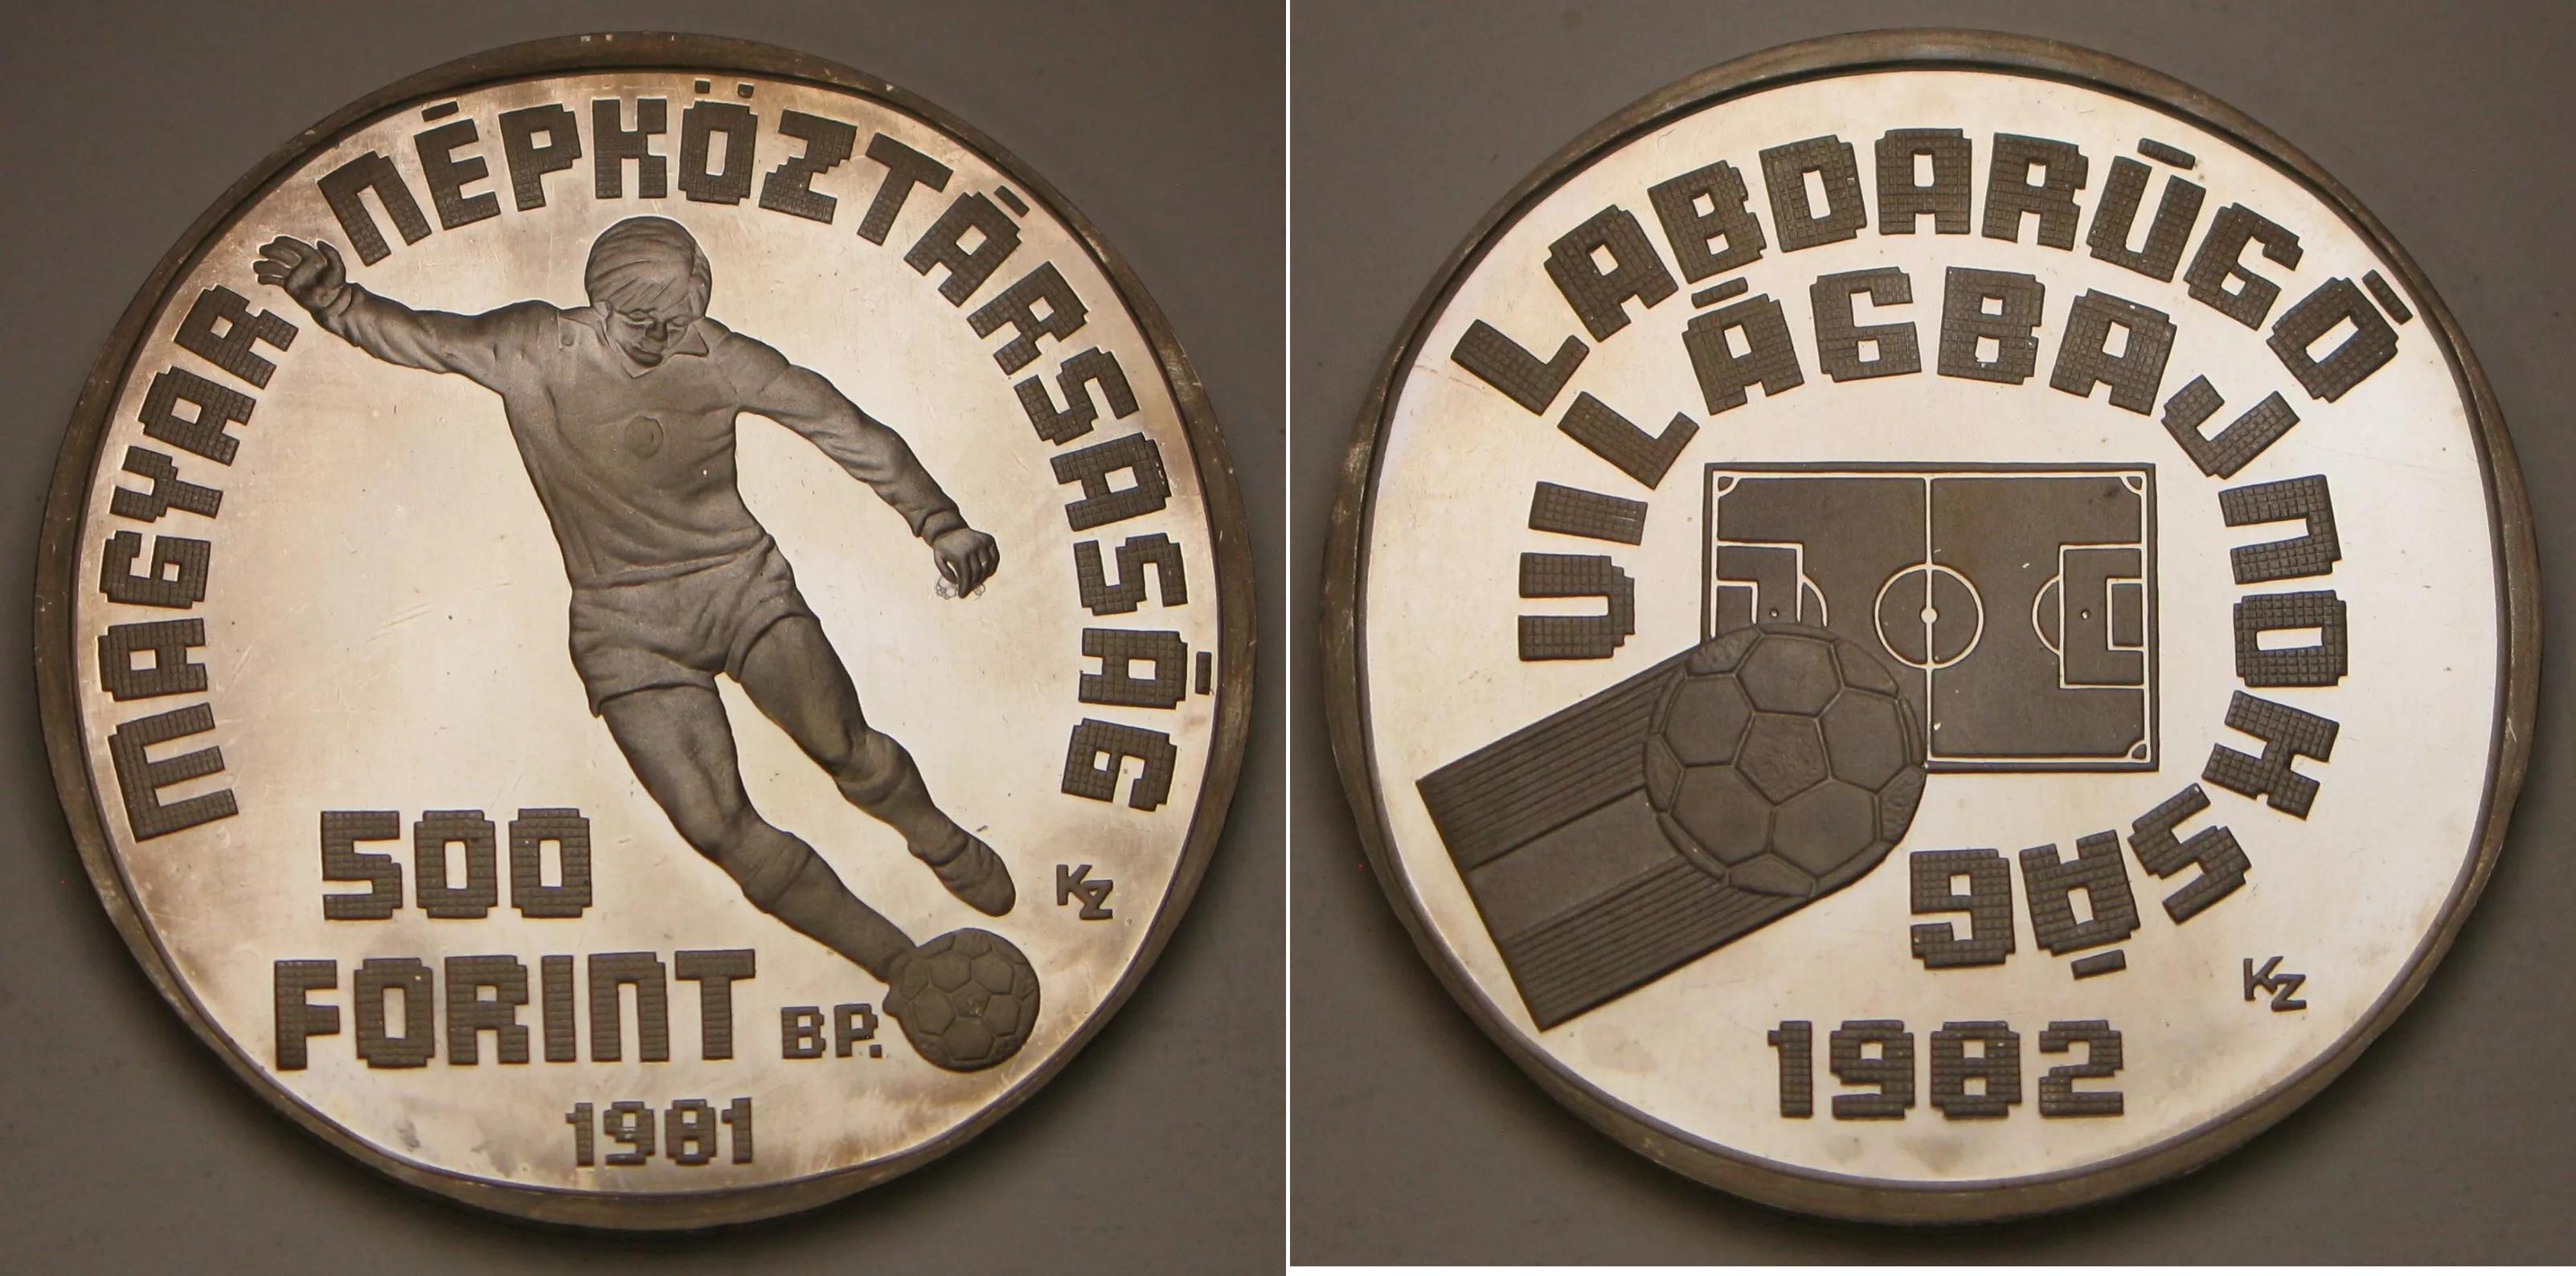 MAGYAR NÉPKÖZTÁRSASÁG
500
FORINT
BP.
1981
KZ
LABDARÚGÓ
VILÁGBAJNOKSÁG
1982
KZ